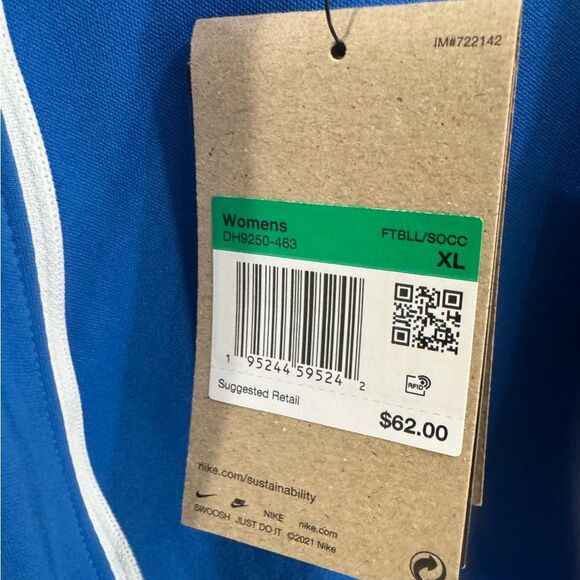 IM#722142
Womens FTBLL/SOCC
DH9250-463 XL
1 95244 59524 2
RFID
Suggested Retail
$62.00
nike.com/sustainability
NIKE nike.com
SWOOSH JUST DO IT ©2021 Nike